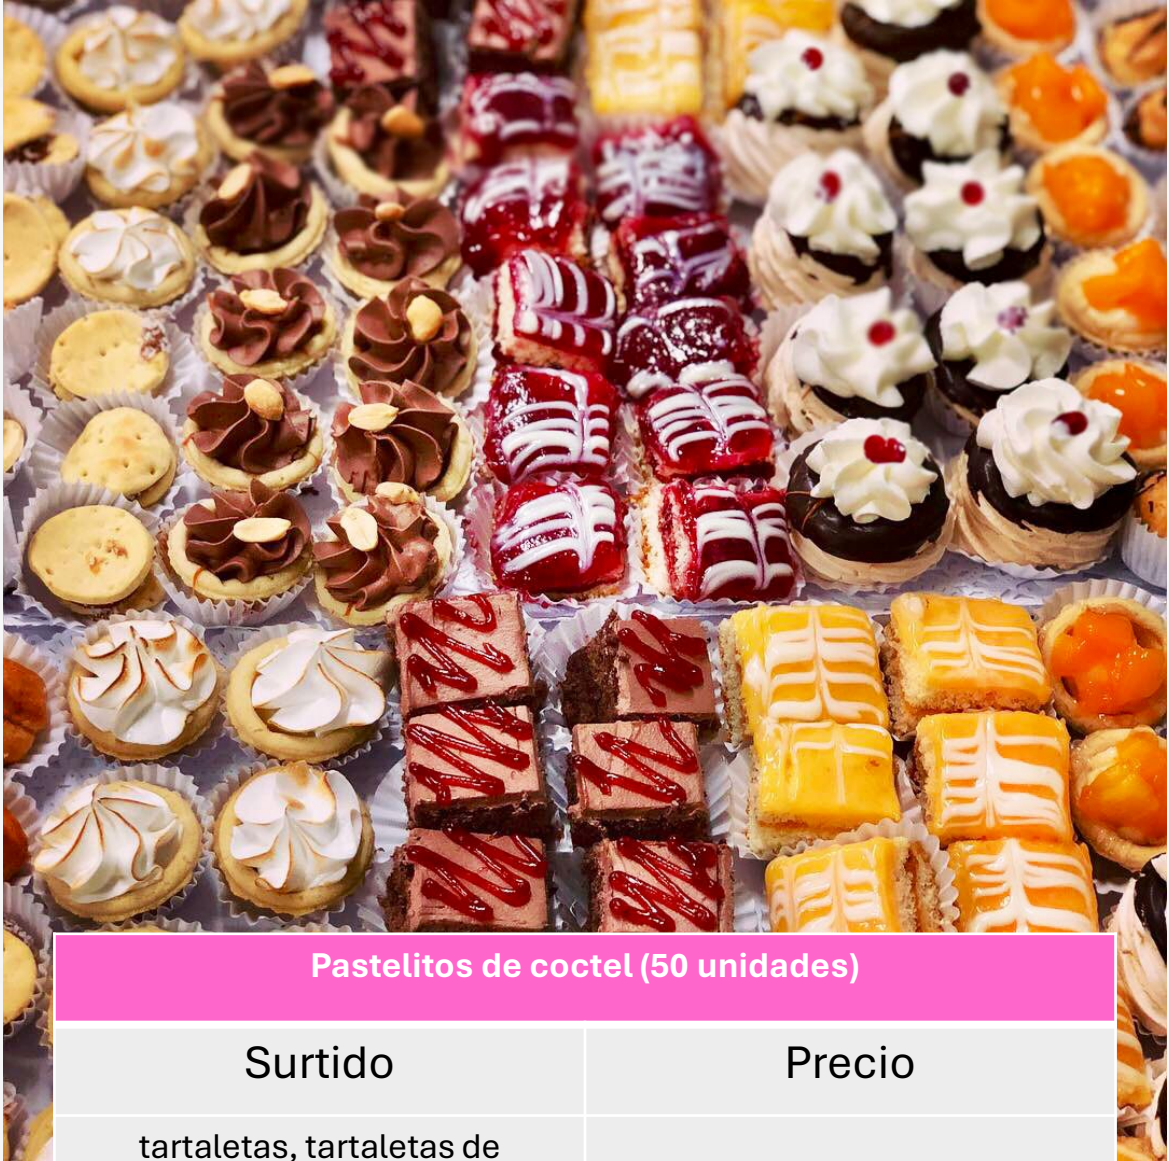 Pastelitos de coctel (50 unidades)
Surtido
Precio
tartaletas, tartaletas de